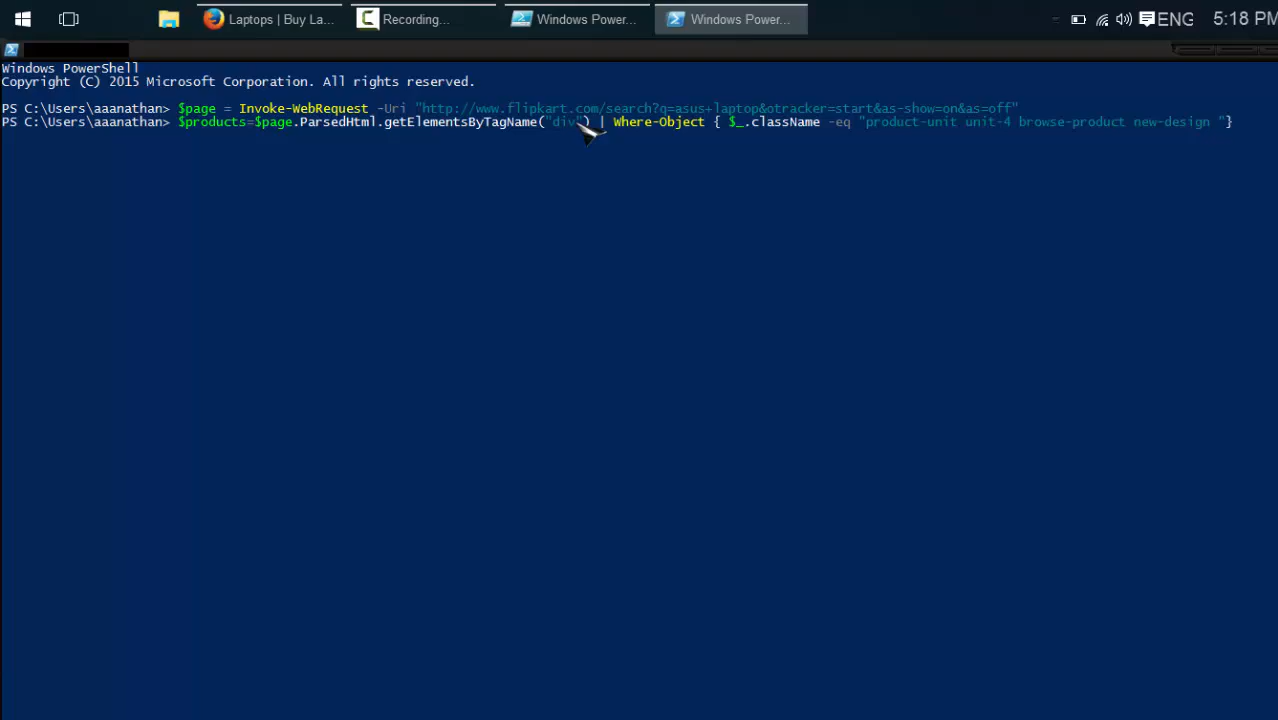 Laptops | Buy La...
Recording...
Windows Power...
Windows Power...
ENG
5:18 PM
Windows PowerShell
Copyright (C) 2015 Microsoft Corporation. All rights reserved.
PS C:\Users\aaanathan> $page = Invoke-WebRequest -Uri "http://www.flipkart.com/search?q=asus+laptop&otracker=start&as-show=on&as=off"
PS C:\Users\aaanathan> $products=$page.ParsedHtml.getElementsByTagName("div") | Where-Object { $_.className -eq "product-unit unit-4 browse-product new-design "}